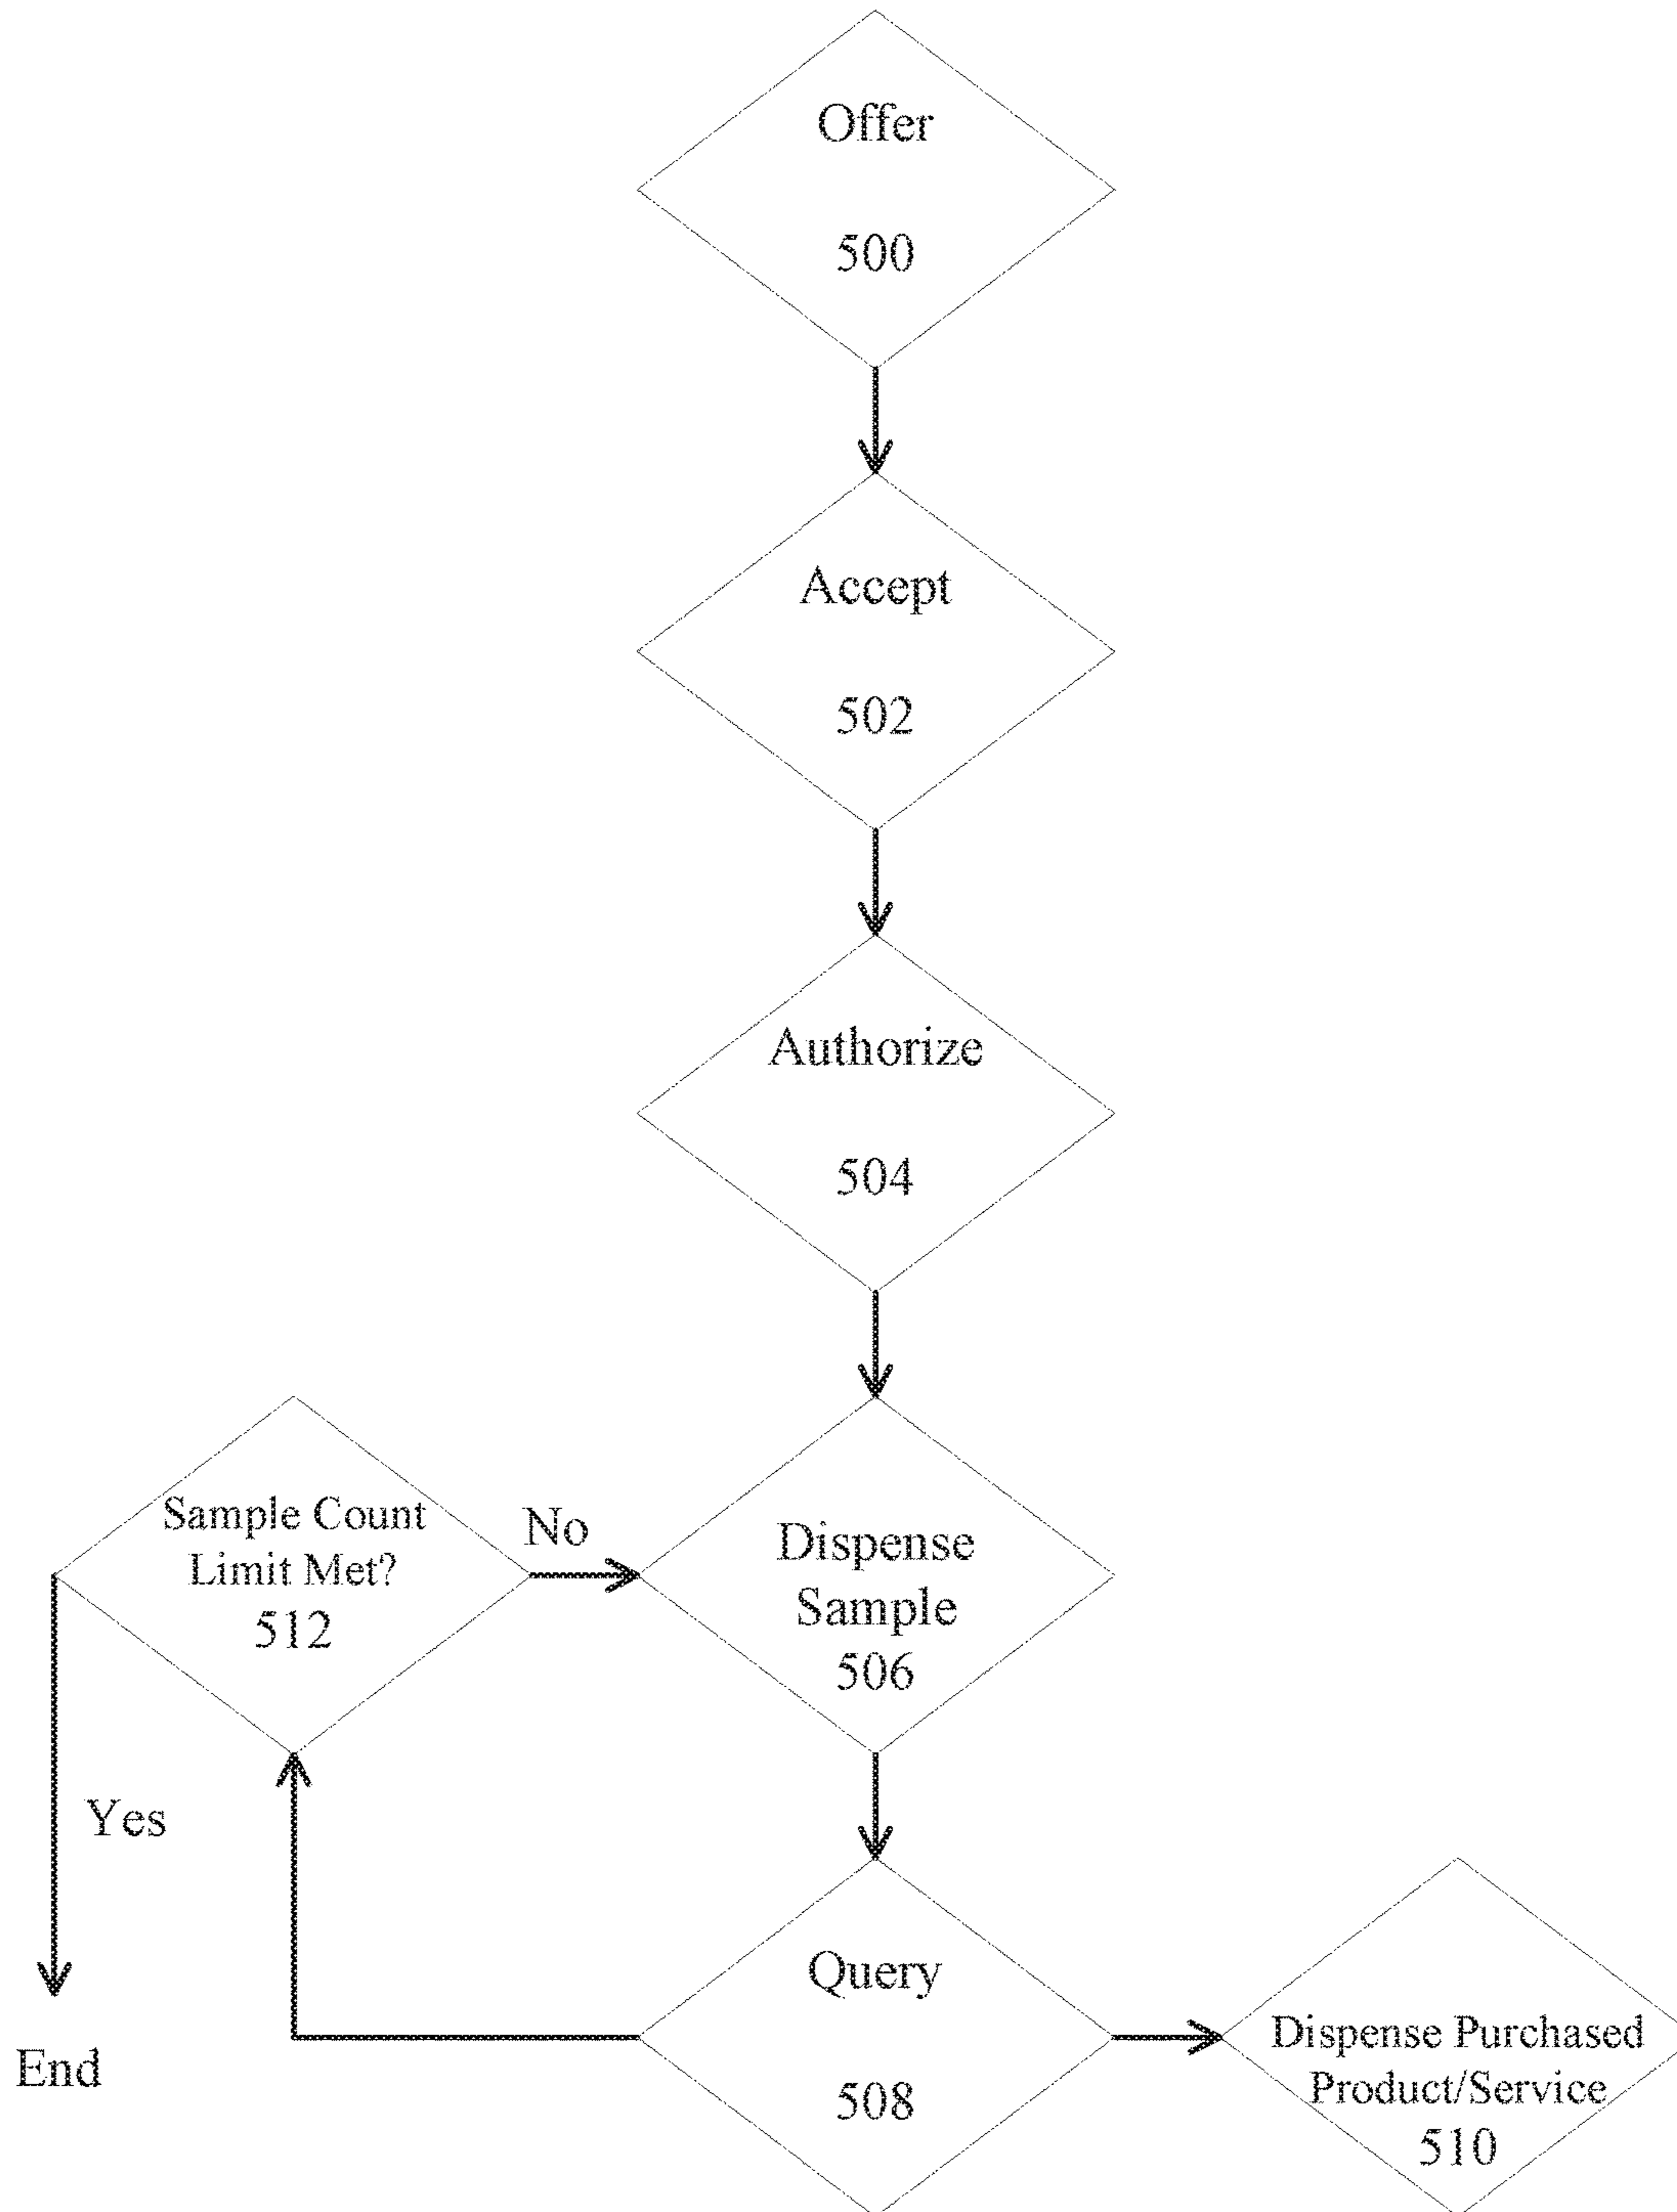 Offer
500
Accept
502
Authorize
504
Sample Count
Limit Met?
512
No
Dispense
Sample
506
Yes
End
Query
508
Dispense Purchased
Product/Service
510